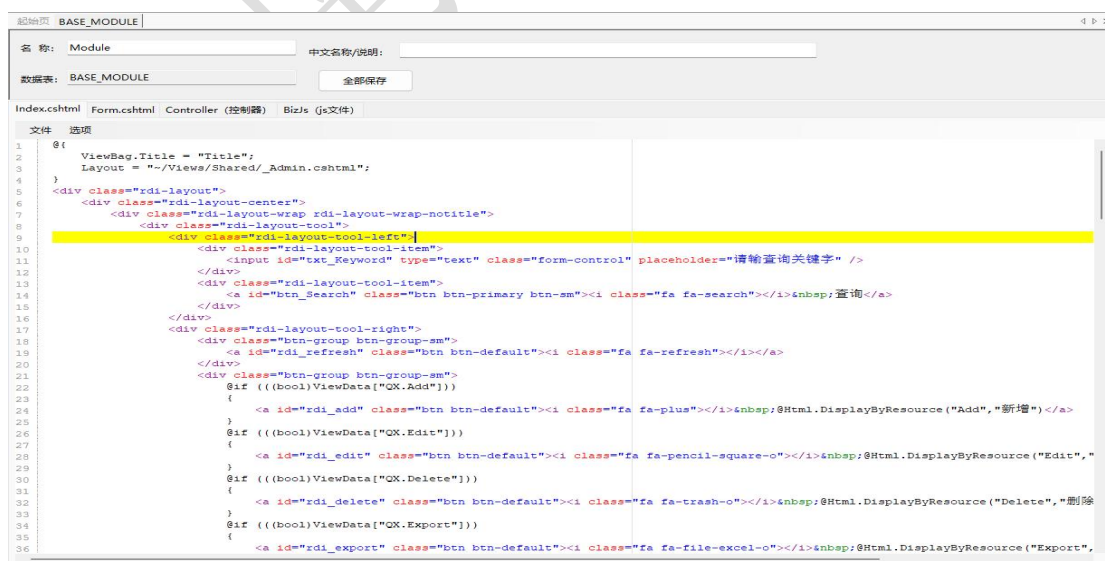 起始页 BASE_MODULE
名 称: Module 中文名称/说明:
数据表: BASE_MODULE 全部保存
Index.cshtml Form.cshtml Controller (控制器) BizJs (js文件)
文件 选项
1 @{
2 ViewBag.Title = "Title";
3 Layout = "~/Views/Shared/_Admin.cshtml";
4 }
5 <div class="rdi-layout">
6 <div class="rdi-layout-center">
7 <div class="rdi-layout-wrap rdi-layout-wrap-notitle">
8 <div class="rdi-layout-tool">
9 <div class="rdi-layout-tool-left">
10 <div class="rdi-layout-tool-item">
11 <input id="txt_Keyword" type="text" class="form-control" placeholder="请输查询关键字" />
12 </div>
13 <div class="rdi-layout-tool-item">
14 <a id="btn_Search" class="btn btn-primary btn-sm"><i class="fa fa-search"></i>&nbsp;查询</a>
15 </div>
16 </div>
17 <div class="rdi-layout-tool-right">
18 <div class="btn-group btn-group-sm">
19 <a id="rdi_refresh" class="btn btn-default"><i class="fa fa-refresh"></i></a>
20 </div>
21 <div class="btn-group btn-group-sm">
22 @if (((bool)ViewData["QX.Add"]))
23 {
24 <a id="rdi_add" class="btn btn-default"><i class="fa fa-plus"></i>&nbsp;@Html.DisplayByResource("Add","新增")</a>
25 }
26 @if (((bool)ViewData["QX.Edit"]))
27 {
28 <a id="rdi_edit" class="btn btn-default"><i class="fa fa-pencil-square-o"></i>&nbsp;@Html.DisplayByResource("Edit","
29 }
30 @if (((bool)ViewData["QX.Delete"]))
31 {
32 <a id="rdi_delete" class="btn btn-default"><i class="fa fa-trash-o"></i>&nbsp;@Html.DisplayByResource("Delete","删除
33 }
34 @if (((bool)ViewData["QX.Export"]))
35 {
36 <a id="rdi_export" class="btn btn-default"><i class="fa fa-file-excel-o"></i>&nbsp;@Html.DisplayByResource("Export",